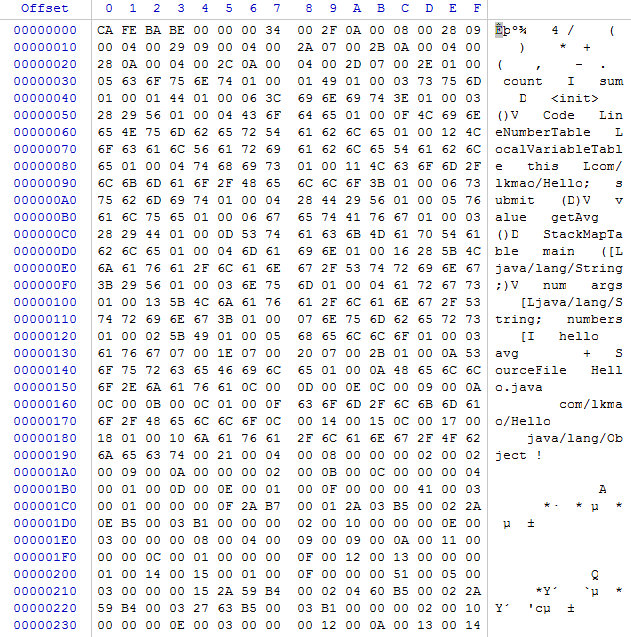 Offset 0 1 2 3 4 5 6 7 8 9 A B C D E F
00000000 CA FE BA BE 00 00 00 34 00 2F 0A 00 08 00 28 09 Êþº¾ 4 / (
00000010 00 04 00 29 09 00 04 00 2A 07 00 2B 0A 00 04 00 ) * +
00000020 28 0A 00 04 00 2C 0A 00 04 00 2D 07 00 2E 01 00 ( , - .
00000030 05 63 6F 75 6E 74 01 00 01 49 01 00 03 73 75 6D count I sum
00000040 01 00 01 44 01 00 06 3C 69 6E 69 74 3E 01 00 03 D <init>
00000050 28 29 56 01 00 04 43 6F 64 65 01 00 0F 4C 69 6E ()V Code Lin
00000060 65 4E 75 6D 62 65 72 54 61 62 6C 65 01 00 12 4C eNumberTable L
00000070 6F 63 61 6C 56 61 72 69 61 62 6C 65 54 61 62 6C ocalVariableTabl
00000080 65 01 00 04 74 68 69 73 01 00 11 4C 63 6F 6D 2F e this Lcom/
00000090 6C 6B 6D 61 6F 2F 48 65 6C 6C 6F 3B 01 00 06 73 lkmao/Hello; s
000000A0 75 62 6D 69 74 01 00 04 28 44 29 56 01 00 05 76 ubmit (D)V v
000000B0 61 6C 75 65 01 00 06 67 65 74 41 76 67 01 00 03 alue getAvg
000000C0 28 29 44 01 00 0D 53 74 61 63 6B 4D 61 70 54 61 ()D StackMapTa
000000D0 62 6C 65 01 00 04 6D 61 69 6E 01 00 16 28 5B 4C ble main ([L
000000E0 6A 61 76 61 2F 6C 61 6E 67 2F 53 74 72 69 6E 67 java/lang/String
000000F0 3B 29 56 01 00 03 6E 75 6D 01 00 04 61 72 67 73 ;)V num args
00000100 01 00 13 5B 4C 6A 61 76 61 2F 6C 61 6E 67 2F 53 [Ljava/lang/S
00000110 74 72 69 6E 67 3B 01 00 07 6E 75 6D 62 65 72 73 tring; numbers
00000120 01 00 02 5B 49 01 00 05 68 65 6C 6C 6F 01 00 03 [I hello
00000130 61 76 67 07 00 1E 07 00 20 07 00 2B 01 00 0A 53 avg + S
00000140 6F 75 72 63 65 46 69 6C 65 01 00 0A 48 65 6C 6C ourceFile Hell
00000150 6F 2E 6A 61 76 61 0C 00 0D 00 0E 0C 00 09 00 0A o.java
00000160 0C 00 0B 00 0C 01 00 0F 63 6F 6D 2F 6C 6B 6D 61 com/lkma
00000170 6F 2F 48 65 6C 6C 6F 0C 00 14 00 15 0C 00 17 00 o/Hello
00000180 18 01 00 10 6A 61 76 61 2F 6C 61 6E 67 2F 4F 62 java/lang/Ob
00000190 6A 65 63 74 00 21 00 04 00 08 00 00 00 02 00 02 ject !
000001A0 00 09 00 0A 00 00 00 02 00 0B 00 0C 00 00 00 04
000001B0 00 01 00 0D 00 0E 00 01 00 0F 00 00 00 41 00 03 A
000001C0 00 01 00 00 00 0F 2A B7 00 01 2A 03 B5 00 02 2A *· * µ *
000001D0 0E B5 00 03 B1 00 00 00 02 00 10 00 00 00 0E 00 µ ±
000001E0 03 00 00 00 08 00 04 00 09 00 09 00 0A 00 11 00
000001F0 00 00 0C 00 01 00 00 00 0F 00 12 00 13 00 00 00
00000200 01 00 14 00 15 00 01 00 0F 00 00 00 51 00 05 00 Q
00000210 03 00 00 00 15 2A 59 B4 00 02 04 60 B5 00 02 2A *Y´ `µ *
00000220 59 B4 00 03 27 63 B5 00 03 B1 00 00 00 02 00 10 Y´ 'cµ ±
00000230 00 00 00 0E 00 03 00 00 00 12 00 0A 00 13 00 14